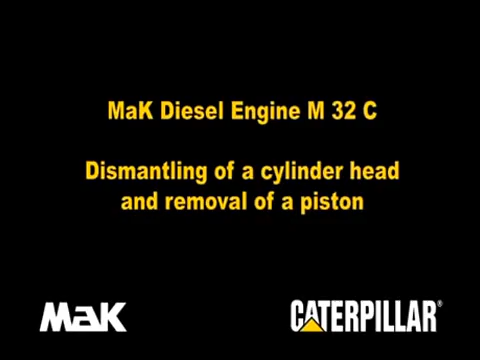 MaK Diesel Engine M 32 C
Dismantling of a cylinder head
and removal of a piston
MaK
CATERPILLAR®